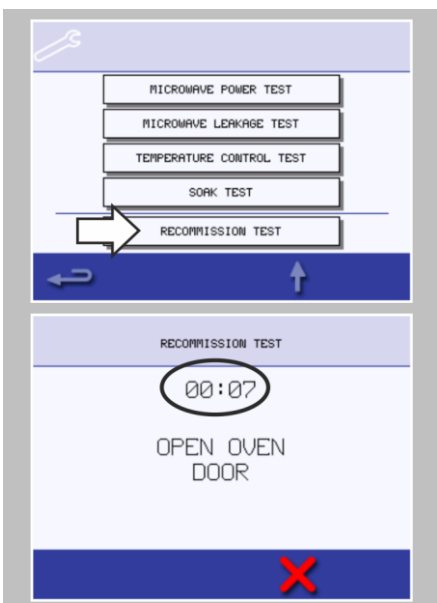 MICROWAVE POWER TEST
MICROWAVE LEAKAGE TEST
TEMPERATURE CONTROL TEST
SOAK TEST
RECOMMISSION TEST
RECOMMISSION TEST
00:07
OPEN OVEN
DOOR